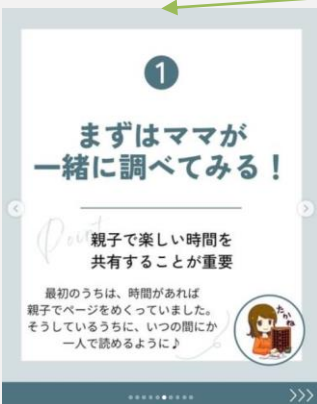 1
まずはママが
一緒に調べてみる！
Point
親子で楽しい時間を
共有することが重要
最初のうちは、時間があれば
親子でページをめくっていました。
そうしているうちに、いつの間にか
一人で読めるように♪
たかね
>>>